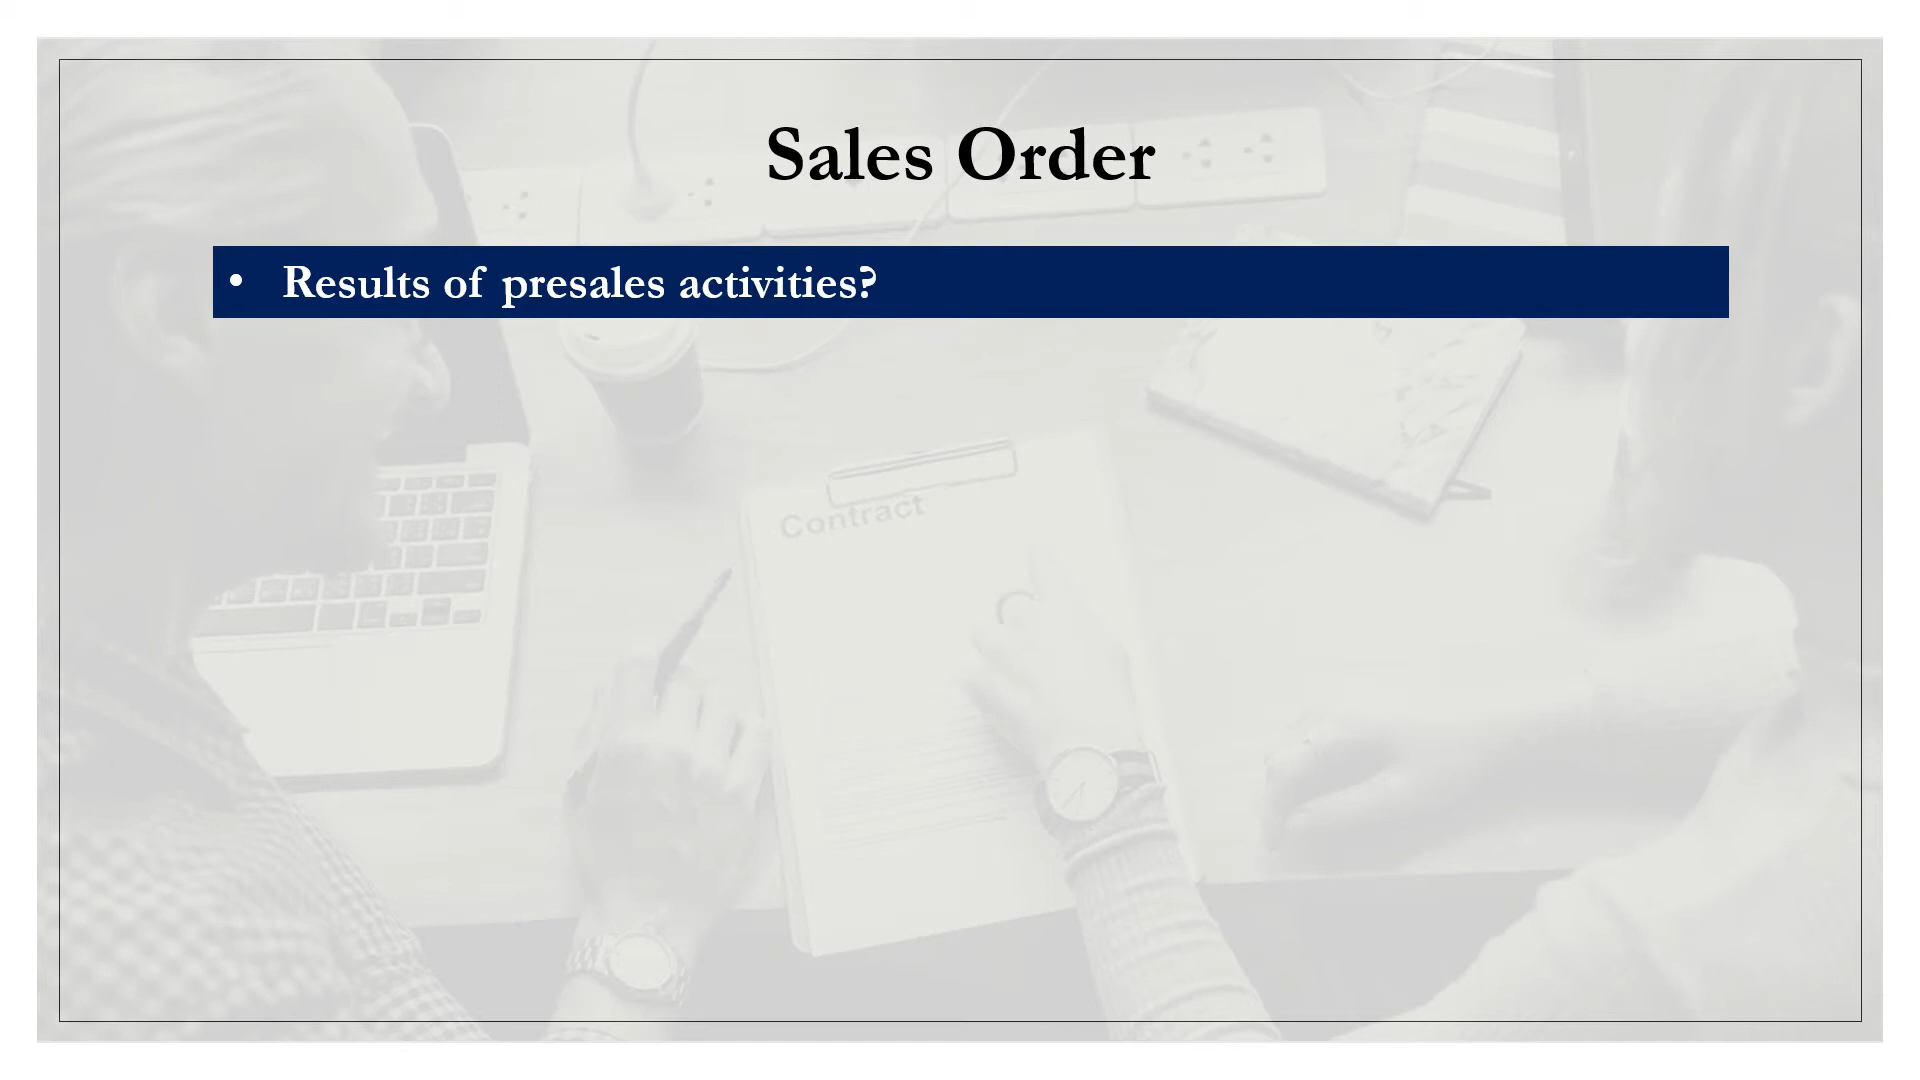 Sales Order
• Results of presales activities?
Contract